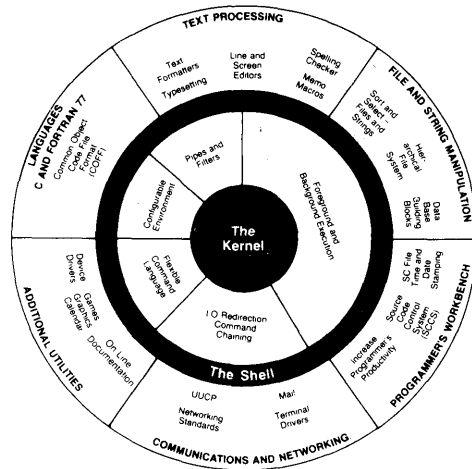 TEXT PROCESSING
Text
Formatters
Typesetting
Line and
Screen
Editors
Spelling
Checker
Memo
Macros
FILE AND STRING MANIPULATION
Sort and
Select -
Files and
Strings
Hier-
archical
File
System
Data
Base
Building
Blocks
PROGRAMMER'S WORKBENCH
SC File
Time and
Date
Stamping
Source
Code
Control
System
(SCCS)
Increase
Programmer's
Productivity
COMMUNICATIONS AND NETWORKING
UUCP
Networking
Standards
Mail
Terminal
Drivers
ADDITIONAL UTILITIES
Device
Drivers
Games
Graphics
Calendar
On Line
Documentation
LANGUAGES
C AND FORTRAN 77
Common Object
Code File
Format
(COFF)
Pipes and
Filters
Foreground and
Background Execution
I O Redirection
Command
Chaining
Flexible
Command
Language
Configurable
Environment
The
Kernel
The Shell